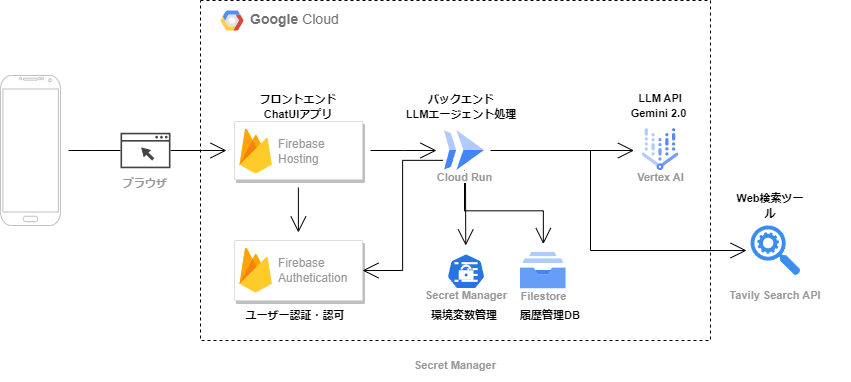 Google Cloud
フロントエンド
ChatUIアプリ
Firebase
Hosting
バックエンド
LLMエージェント処理
Cloud Run
LLM API
Gemini 2.0
Vertex AI
ブラウザ
Web検索ツー
ル
Tavily Search API
Firebase
Authetication
ユーザー認証・認可
Secret Manager
環境変数管理
Filestore
履歴管理DB
Secret Manager